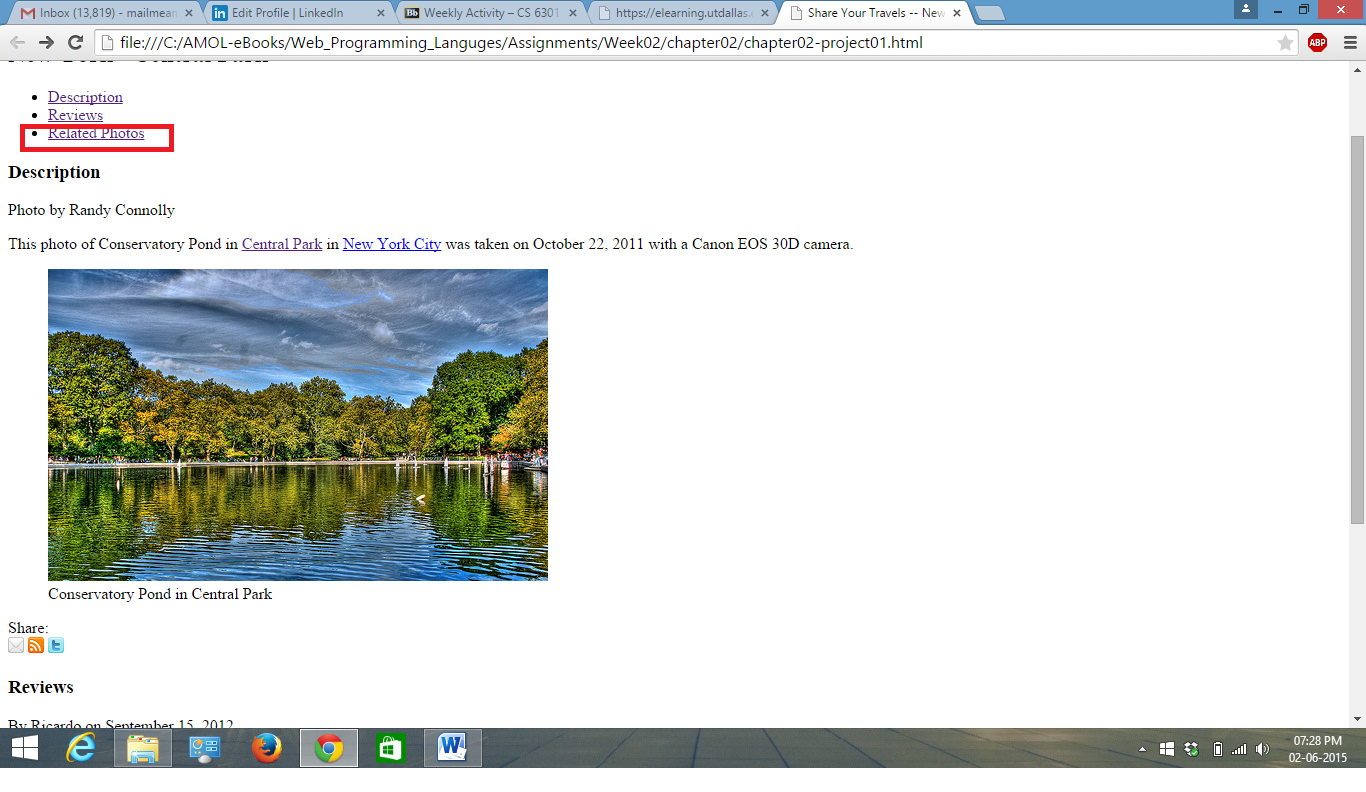 Inbox (13,819) - mailmean
Edit Profile | LinkedIn
Bb Weekly Activity – CS 6301
https://elearning.utdallas.
Share Your Travels -- New
file:///C:/AMOL-eBooks/Web_Programming_Languges/Assignments/Week02/chapter02/chapter02-project01.html
ABP
Description
Reviews
Related Photos
Description
Photo by Randy Connolly
This photo of Conservatory Pond in Central Park in New York City was taken on October 22, 2011 with a Canon EOS 30D camera.
Conservatory Pond in Central Park
Share:
Reviews
By Ricardo on September 15, 2012
07:28 PM
02-06-2015